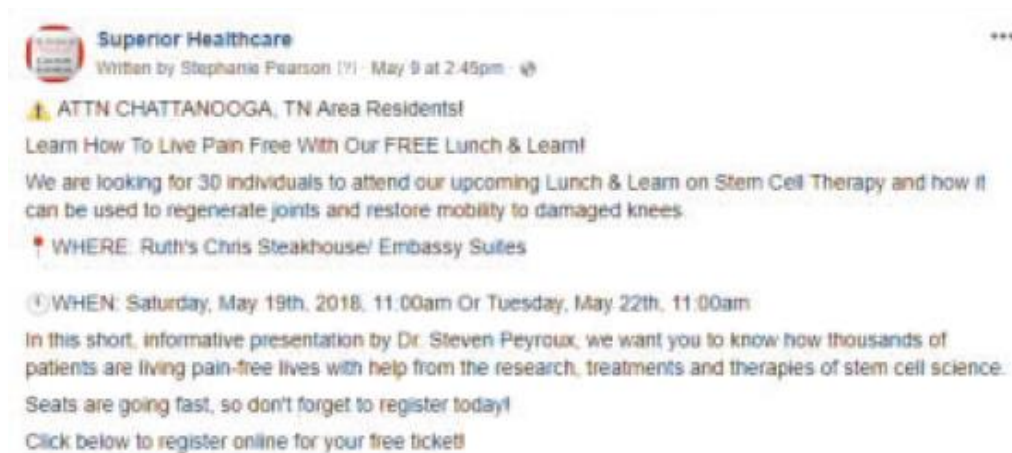 Superior Healthcare
Written by Stephanie Pearson [?] · May 9 at 2:45pm ·
ATTN CHATTANOOGA, TN Area Residents!
Learn How To Live Pain Free With Our FREE Lunch & Learn!
We are looking for 30 individuals to attend our upcoming Lunch & Learn on Stem Cell Therapy and how it
can be used to regenerate joints and restore mobility to damaged knees.
WHERE: Ruth's Chris Steakhouse/ Embassy Suites
WHEN: Saturday, May 19th, 2018, 11:00am Or Tuesday, May 22th, 11:00am
In this short, informative presentation by Dr. Steven Peyroux, we want you to know how thousands of
patients are living pain-free lives with help from the research, treatments and therapies of stem cell science.
Seats are going fast, so don't forget to register today!
Click below to register online for your free ticket!